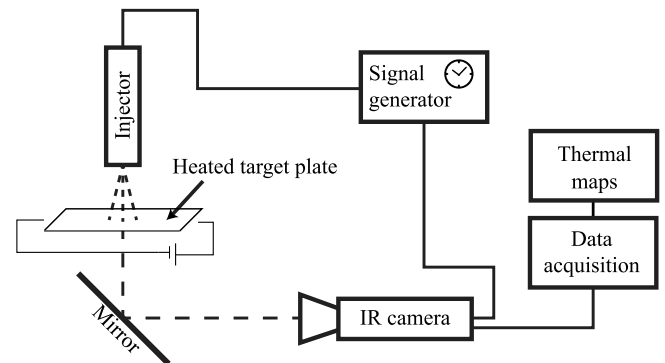 Injector
Signal
generator
Heated target plate
Thermal
maps
Data
acquisition
IR camera
Mirror